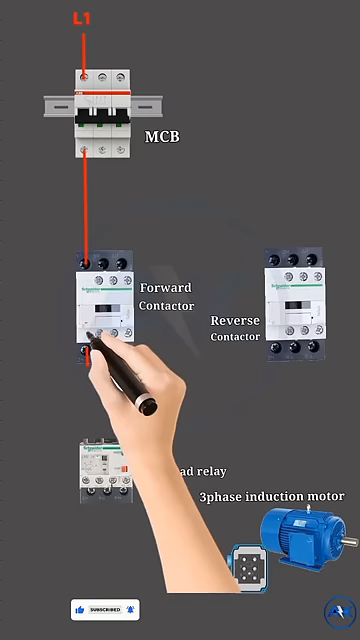 L1
MCB
Forward
Contactor
Reverse
Contactor
ad relay
3phase induction motor
SUBSCRIBED